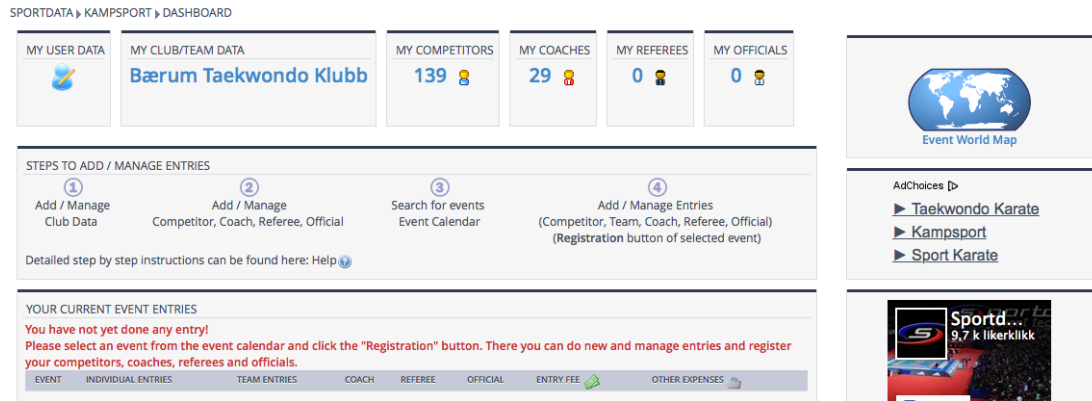 SPORTDATA ▸ KAMPSPORT ▸ DASHBOARD
MY USER DATA
MY CLUB/TEAM DATA
Bærum Taekwondo Klubb
MY COMPETITORS
139
MY COACHES
29
MY REFEREES
0
MY OFFICIALS
0
Event World Map
STEPS TO ADD / MANAGE ENTRIES
1
Add / Manage
Club Data
2
Add / Manage
Competitor, Coach, Referee, Official
3
Search for events
Event Calendar
4
Add / Manage Entries
(Competitor, Team, Coach, Referee, Official)
(Registration button of selected event)
Detailed step by step instructions can be found here: Help
AdChoices
► Taekwondo Karate
► Kampsport
► Sport Karate
YOUR CURRENT EVENT ENTRIES
You have not yet done any entry!
Please select an event from the event calendar and click the "Registration" button. There you can do new and manage entries and register
your competitors, coaches, referees and officials.
EVENT INDIVIDUAL ENTRIES TEAM ENTRIES COACH REFEREE OFFICIAL ENTRY FEE OTHER EXPENSES
Sportd...
9,7 k likerklikk